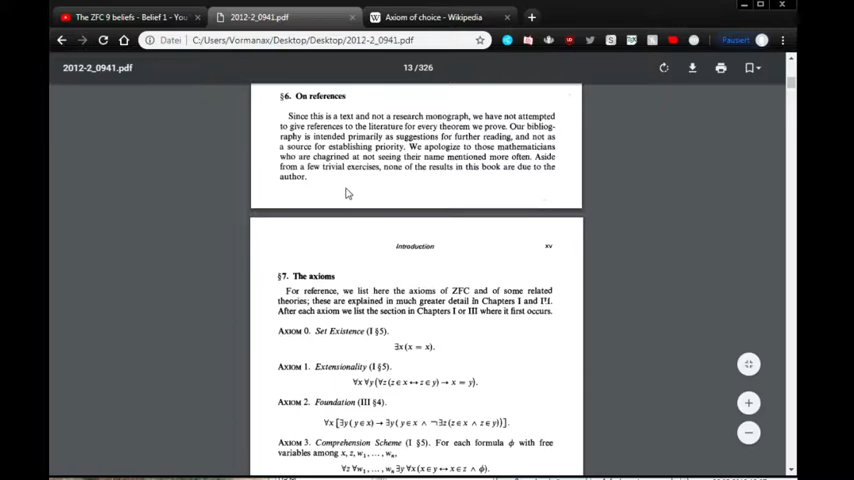 The ZFC 9 beliefs - Belief 1 - You
2012-2_0941.pdf
Axiom of choice - Wikipedia
Datei
C:/Users/Vormanax/Desktop/Desktop/2012-2_0941.pdf
Pausiert
2012-2_0941.pdf
13 / 326
§6. On references
Since this is a text and not a research monograph, we have not attempted
to give references to the literature for every theorem we prove. Our bibliog-
raphy is intended primarily as suggestions for further reading, and not as
a source for establishing priority. We apologize to those mathematicians
who are chagrined at not seeing their name mentioned more often. Aside
from a few trivial exercises, none of the results in this book are due to the
author.
Introduction
xv
§7. The axioms
For reference, we list here the axioms of ZFC and of some related
theories; these are explained in much greater detail in Chapters I and III.
After each axiom we list the section in Chapters I or III where it first occurs.
AXIOM 0. Set Existence (I §5).
∃x(x = x).
AXIOM 1. Extensionality (I §5).
∀x ∀y(∀z(z∈x ↔ z∈y) → x = y).
AXIOM 2. Foundation (III §4).
∀x [∃y(y∈x) → ∃y(y∈x ∧ ¬∃z(z∈x ∧ z∈y))].
AXIOM 3. Comprehension Scheme (I §5). For each formula ϕ with free
variables among x, z, w₁, . . . , wₙ,
∀z ∀w₁, . . . , wₙ ∃y ∀x(x∈y ↔ x∈z ∧ ϕ).